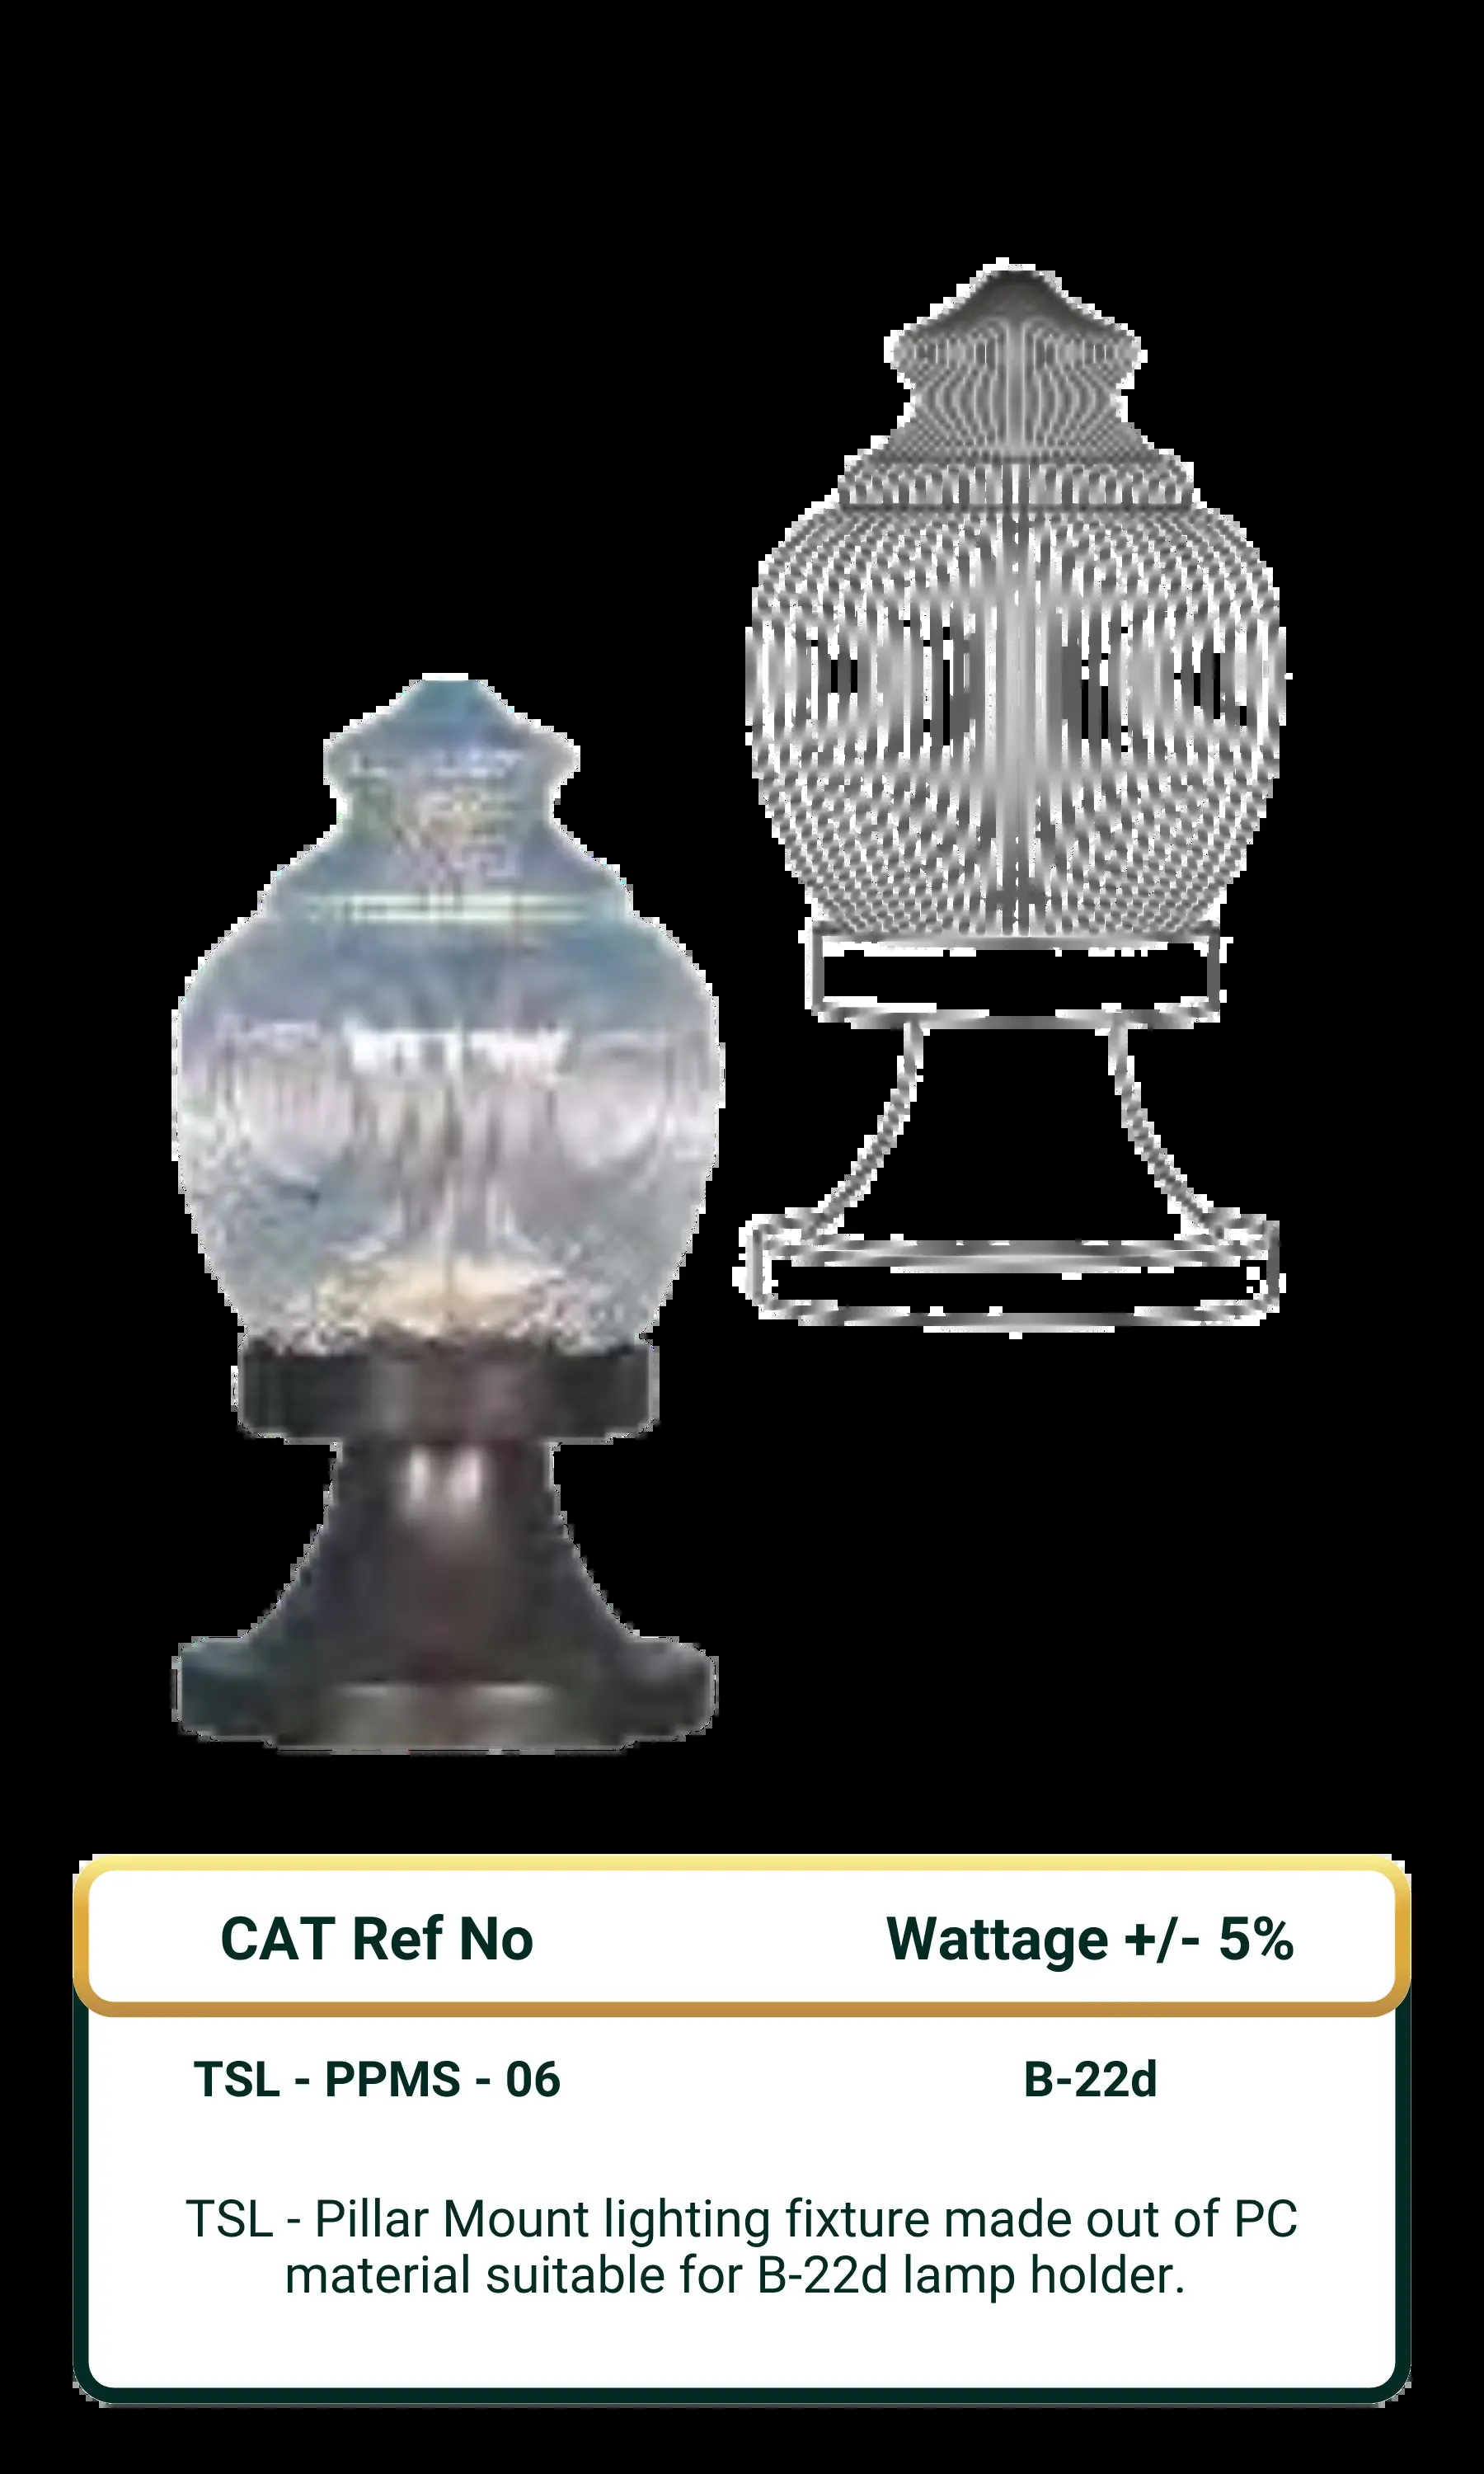 CAT Ref No
Wattage +/- 5%
TSL - PPMS - 06
B-22d
TSL - Pillar Mount lighting fixture made out of PC
material suitable for B-22d lamp holder.